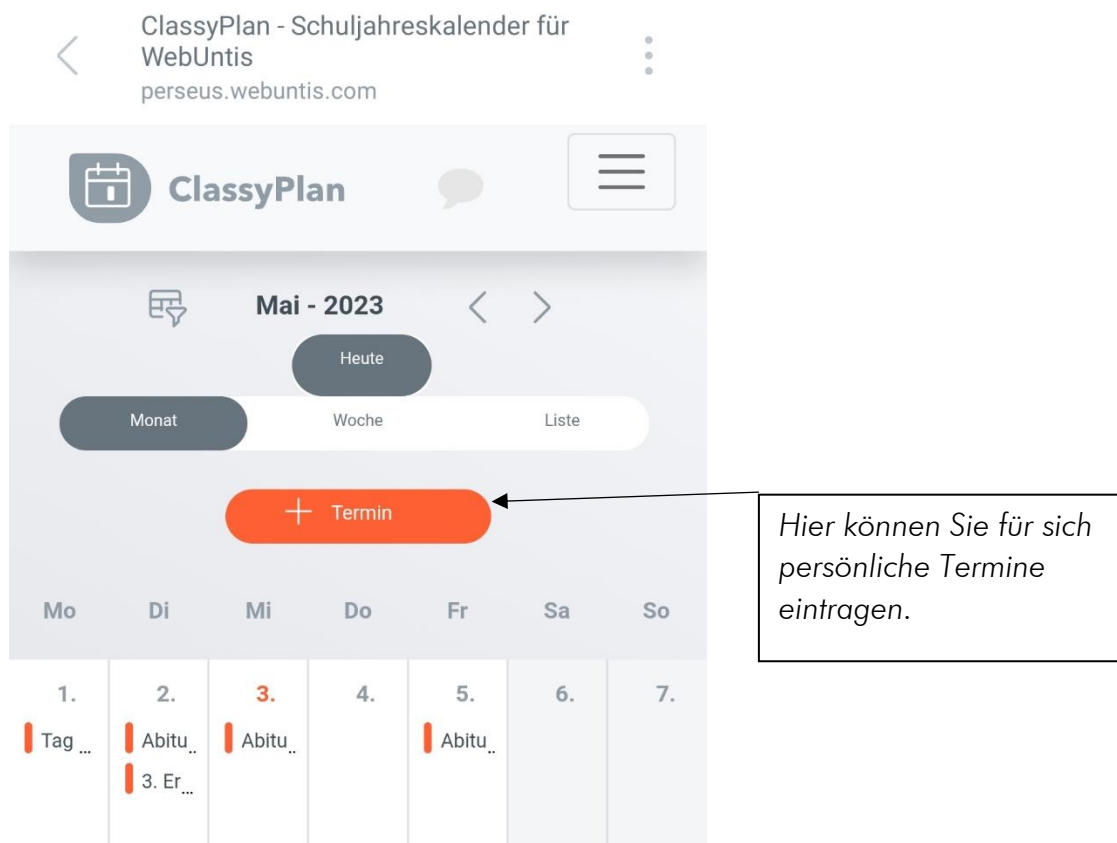 ClassyPlan - Schuljahreskalender für
WebUntis
perseus.webuntis.com
ClassyPlan
Mai - 2023
Heute
Monat Woche Liste
+ Termin
Hier können Sie für sich
persönliche Termine
eintragen.
Mo Di Mi Do Fr Sa So
1. 2. 3. 4. 5. 6. 7.
Tag ... Abitu.. Abitu.. Abitu..
3. Er...